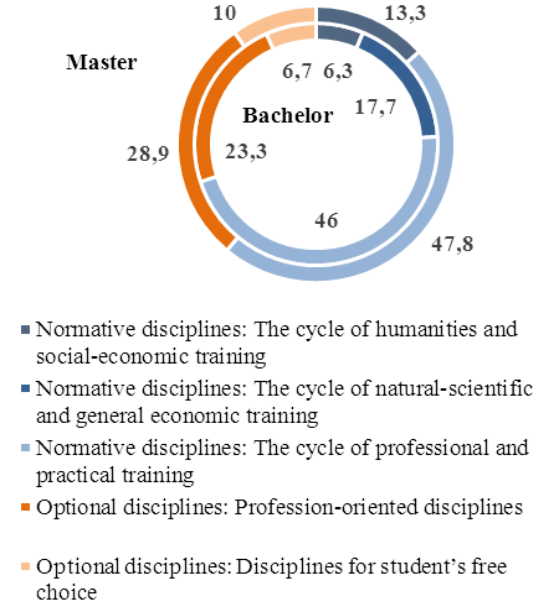 10
13,3
Master
6,7 6,3
Bachelor
17,7
28,9
23,3
46
47,8
Normative disciplines: The cycle of humanities and
social-economic training
Normative disciplines: The cycle of natural-scientific
and general economic training
Normative disciplines: The cycle of professional and
practical training
Optional disciplines: Profession-oriented disciplines
Optional disciplines: Disciplines for student’s free
choice